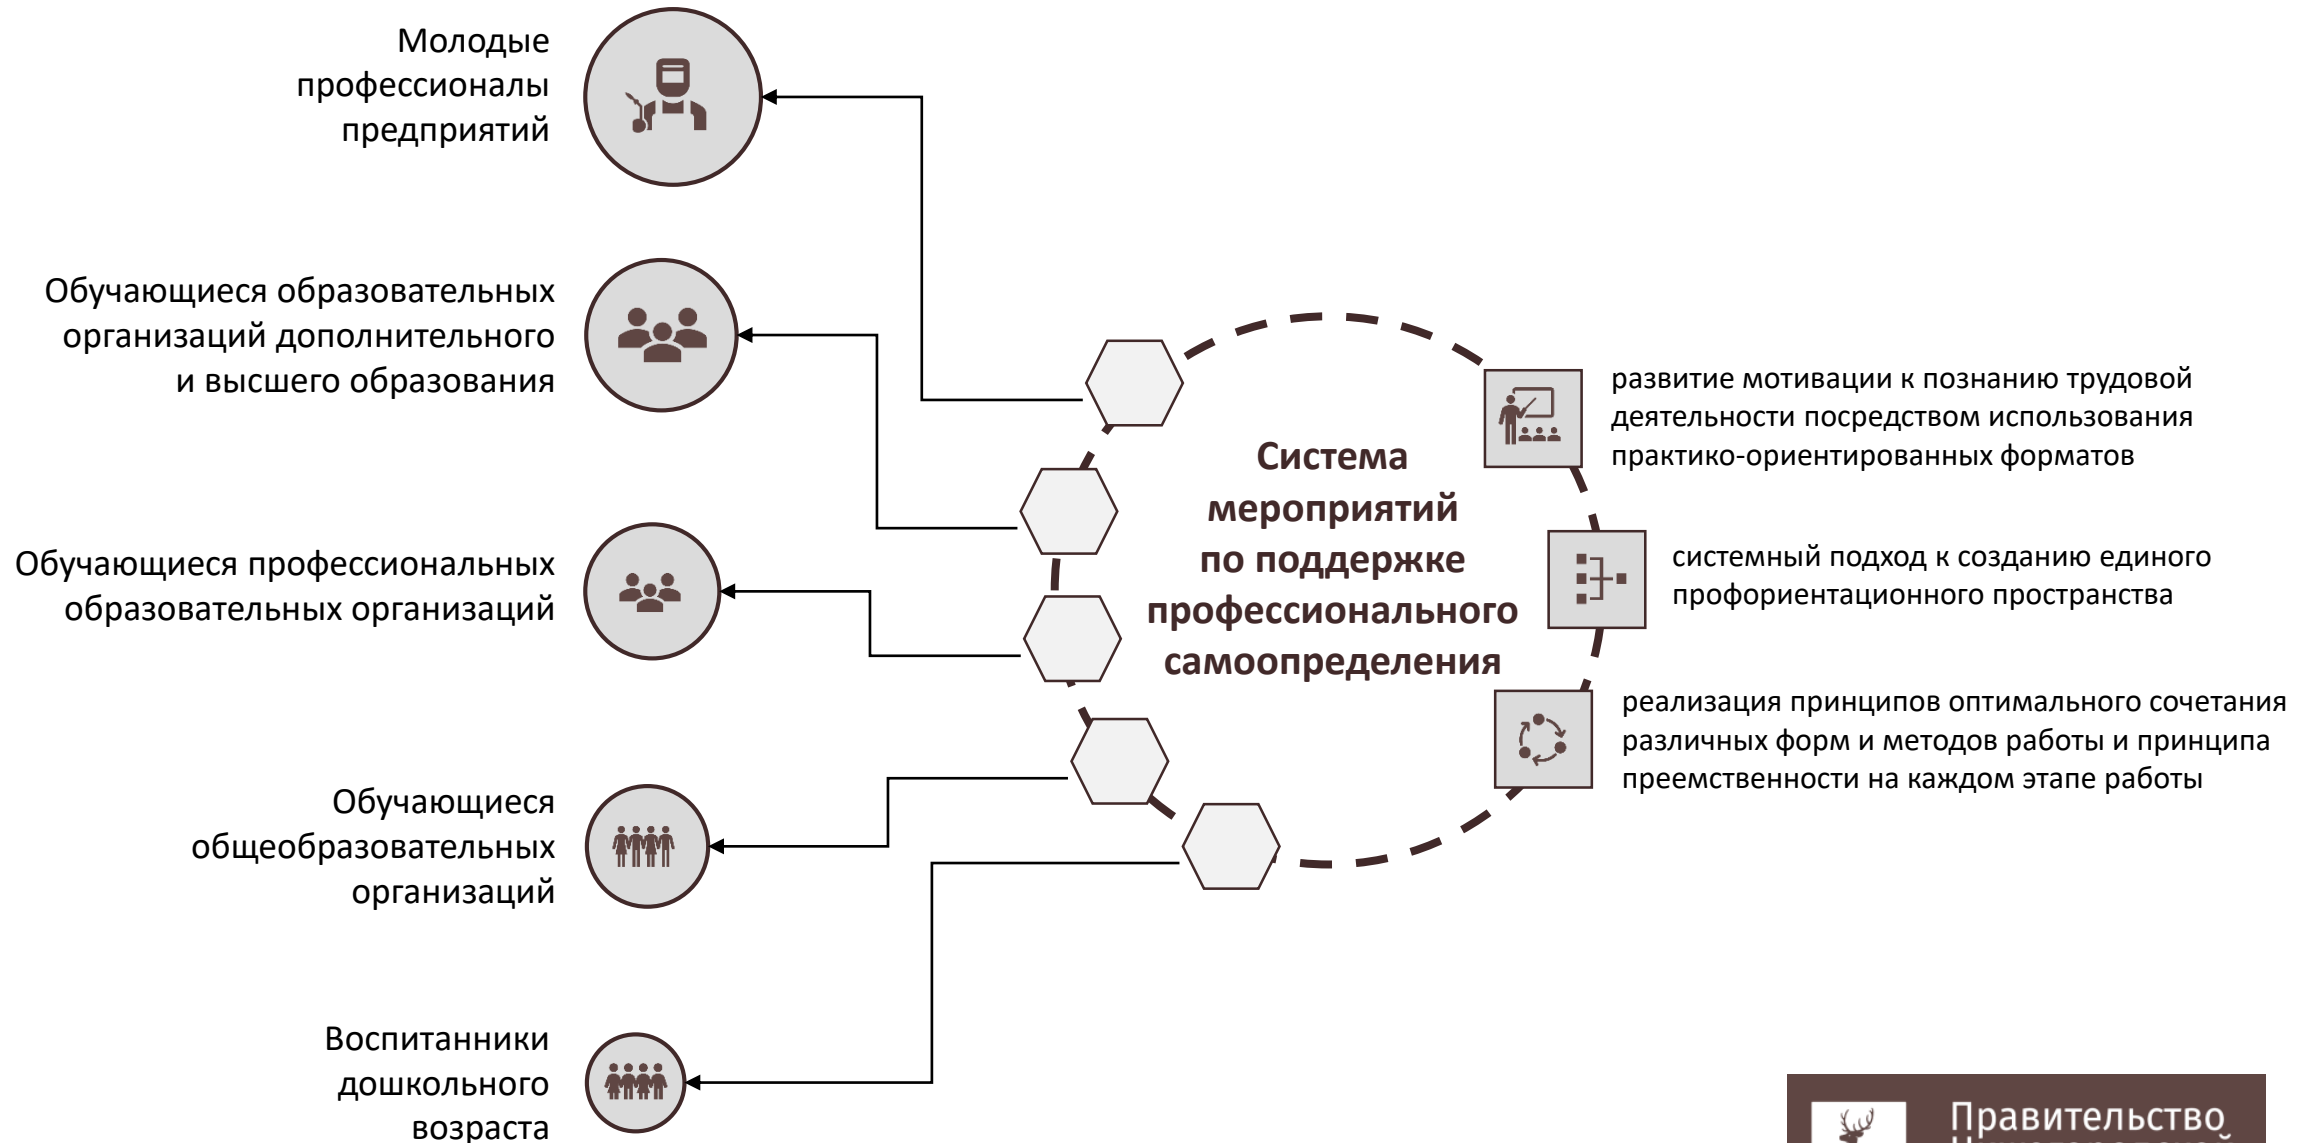 Молодые
профессионалы
предприятий
Обучающиеся образовательных
организаций дополнительного
и высшего образования
Обучающиеся профессиональных
образовательных организаций
Обучающиеся
общеобразовательных
организаций
Воспитанники
дошкольного
возраста
Система
мероприятий
по поддержке
профессионального
самоопределения
развитие мотивации к познанию трудовой
деятельности посредством использования
практико-ориентированных форматов
системный подход к созданию единого
профориентационного пространства
реализация принципов оптимального сочетания
различных форм и методов работы и принципа
преемственности на каждом этапе работы
Правительство